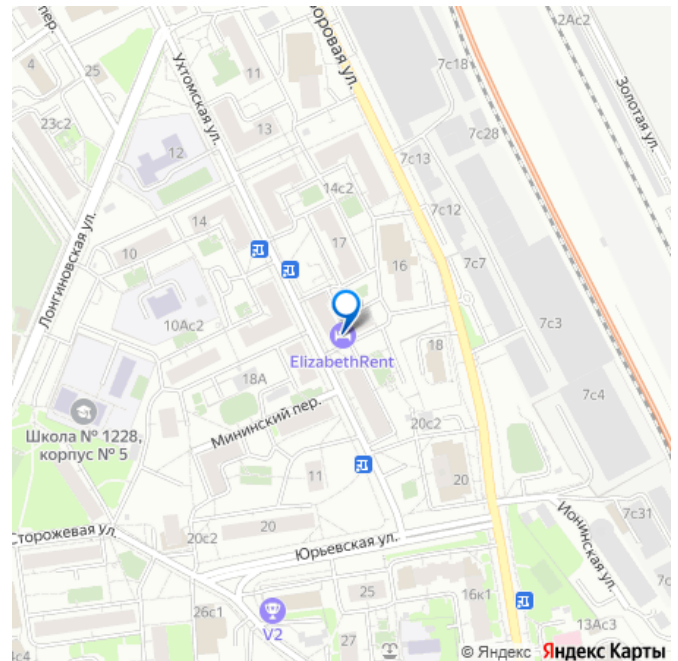 пер.
4
25
Ухтомская ул.
11
7с18
2Ас2
Золотая ул.
23с2
13
7с28
12
7с13
14с2
7с12
14
17
10
16
7с7
Лонгиновская ул.
10Ас2
7с3
ElizabethRent
18
18А
7с4
Мининский пер.
20с2
Школа № 1228,
корпус № 5
11
20
7с31
Сторожевая ул.
20
20с2
Юрьевская ул.
Ионинская ул.
25
16к1
26с1
V2
27
13Ас3
4с4
© Яндекс Яндекс Карты